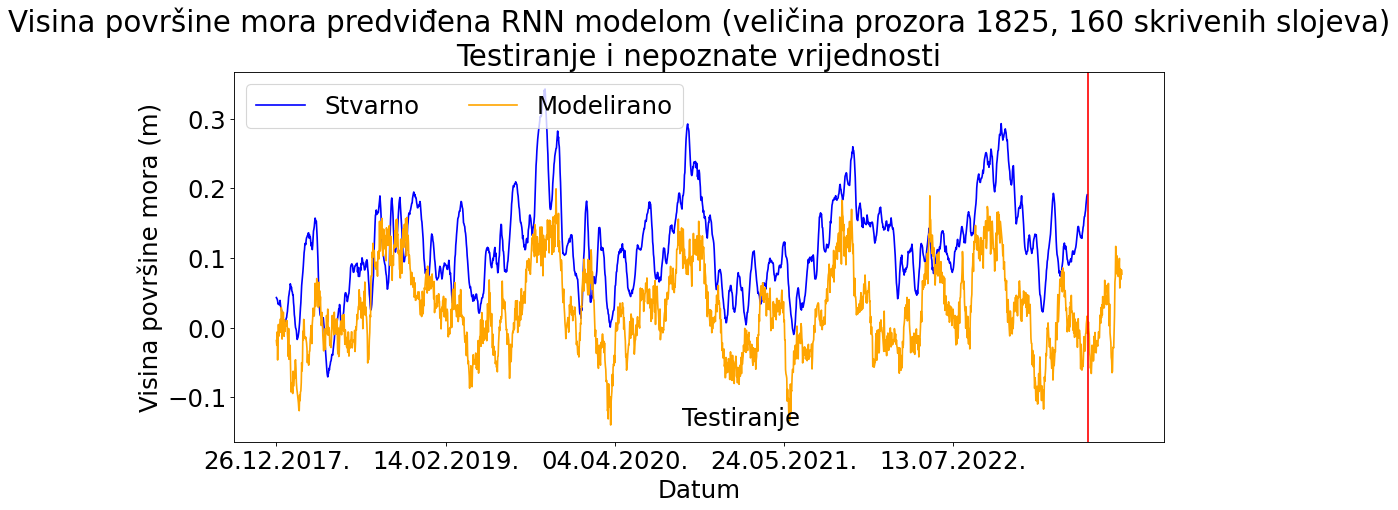 Visina površine mora predviđena RNN modelom (veličina prozora 1825, 160 skrivenih slojeva)
Testiranje i nepoznate vrijednosti
Stvarno
Modelirano
Visina površine mora (m)
0.3
0.2
0.1
0.0
−0.1
Testiranje
26.12.2017.
14.02.2019.
04.04.2020.
24.05.2021.
13.07.2022.
Datum